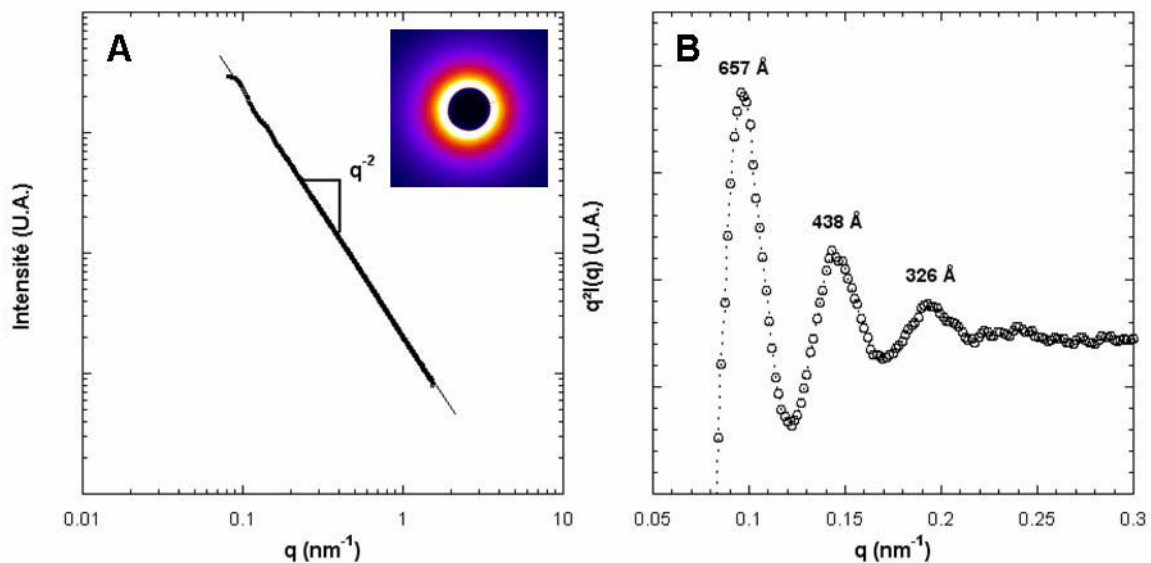 A
q-2
Intensité (U.A.)
0.01
0.1
1
10
q (nm-1)
B
657 Å
438 Å
326 Å
q²I(q) (U.A.)
0.05
0.1
0.15
0.2
0.25
0.3
q (nm-1)